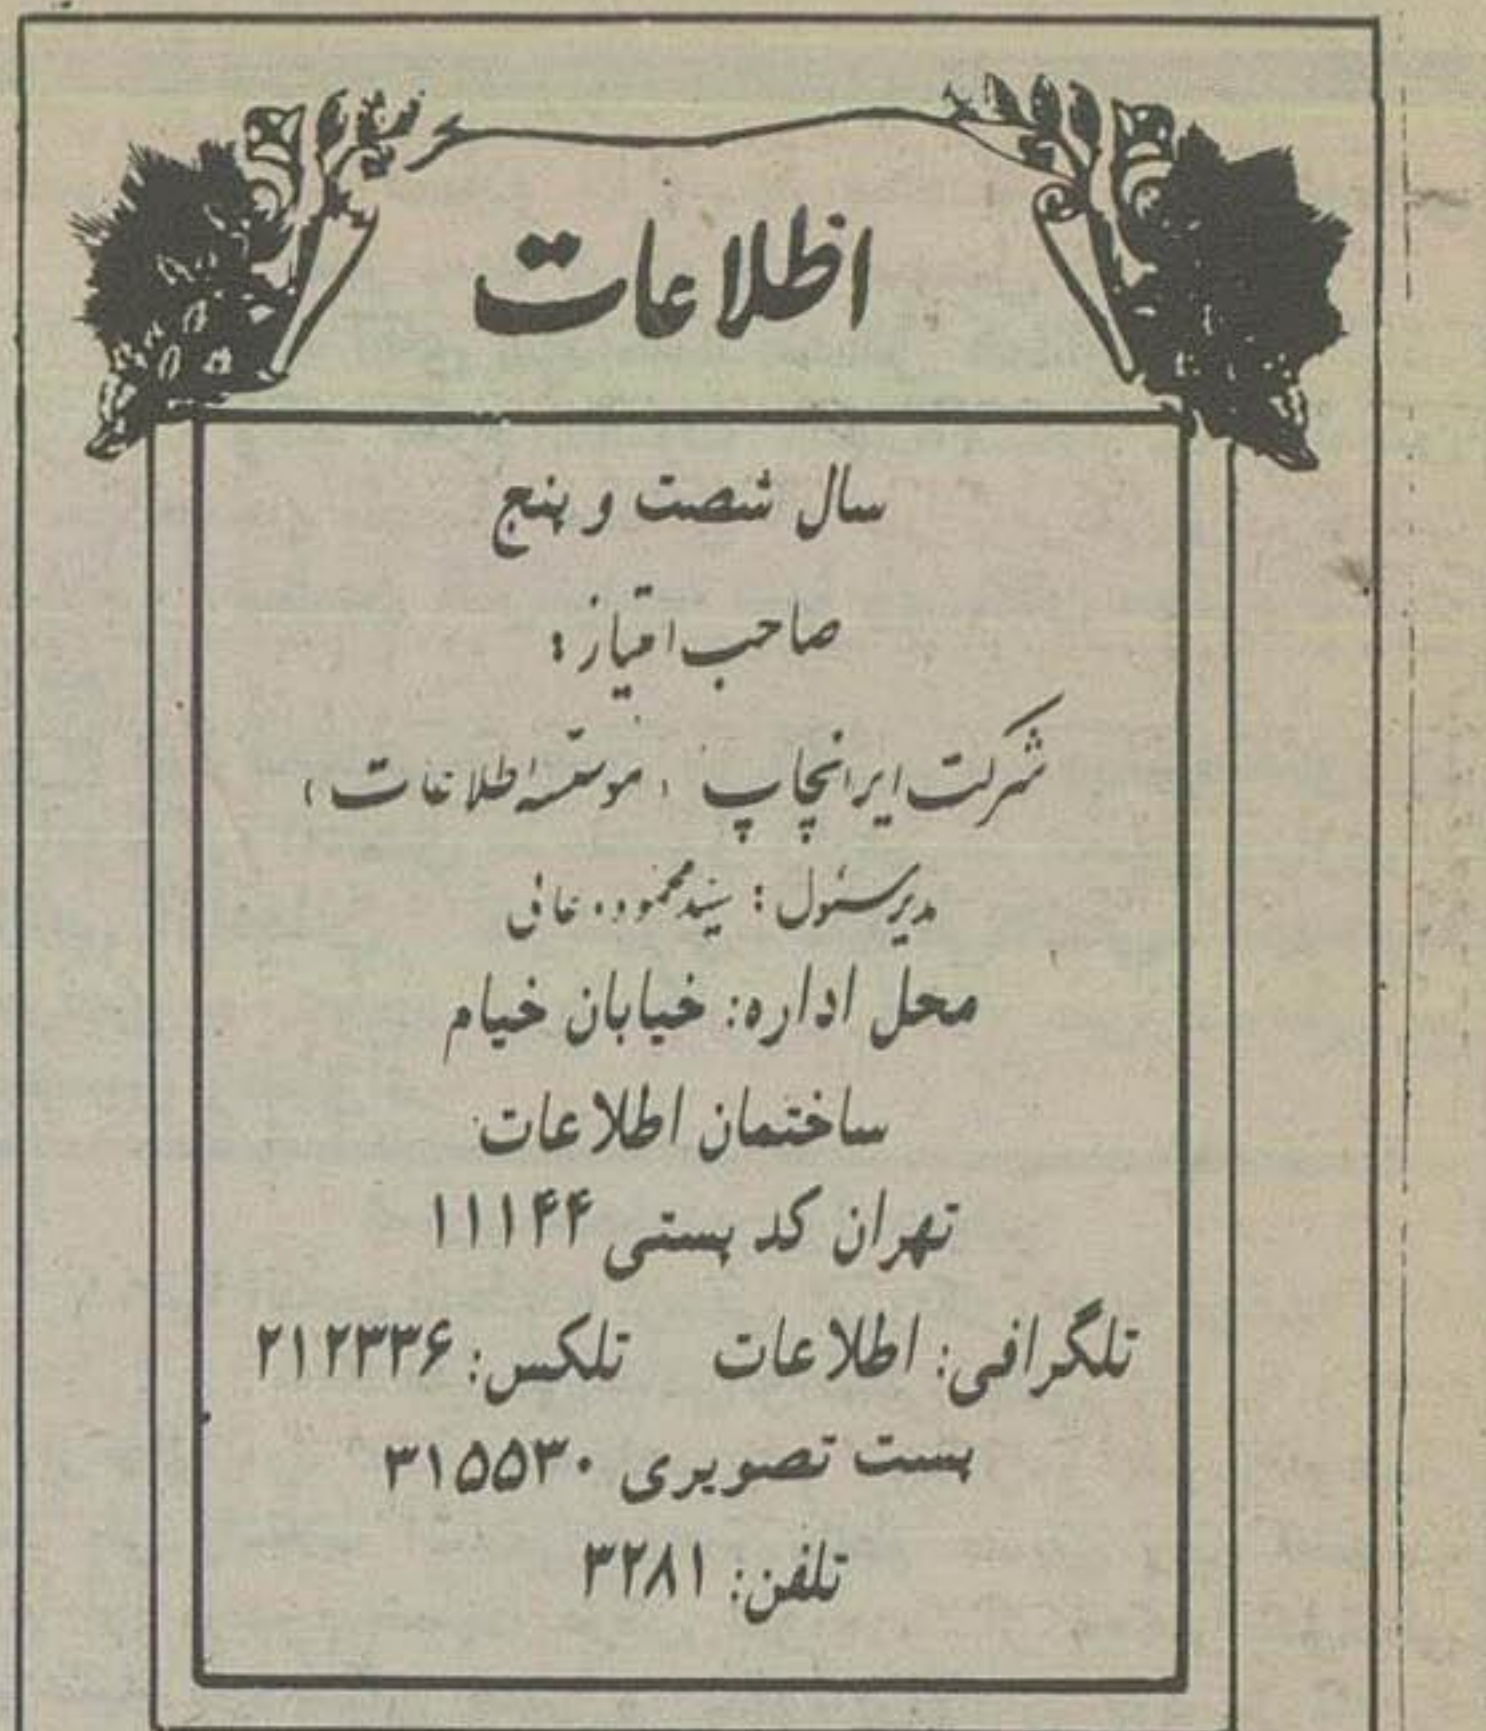 اطلاعات
سال شصت و پنج
صاحب امتیاز:
شرکت ایرانچاپ (موسسه اطلاعات)
مدیر مسئول: سید محمود دعائی
محل اداره: خیابان خیام
ساختمان اطلاعات
تهران کد پستی ۱۱۱۴۴
تلگرافی: اطلاعات تلکس: ۲۱۲۳۳۶
پست تصویری ۳۱۵۵۳۰
تلفن: ۳۲۸۱